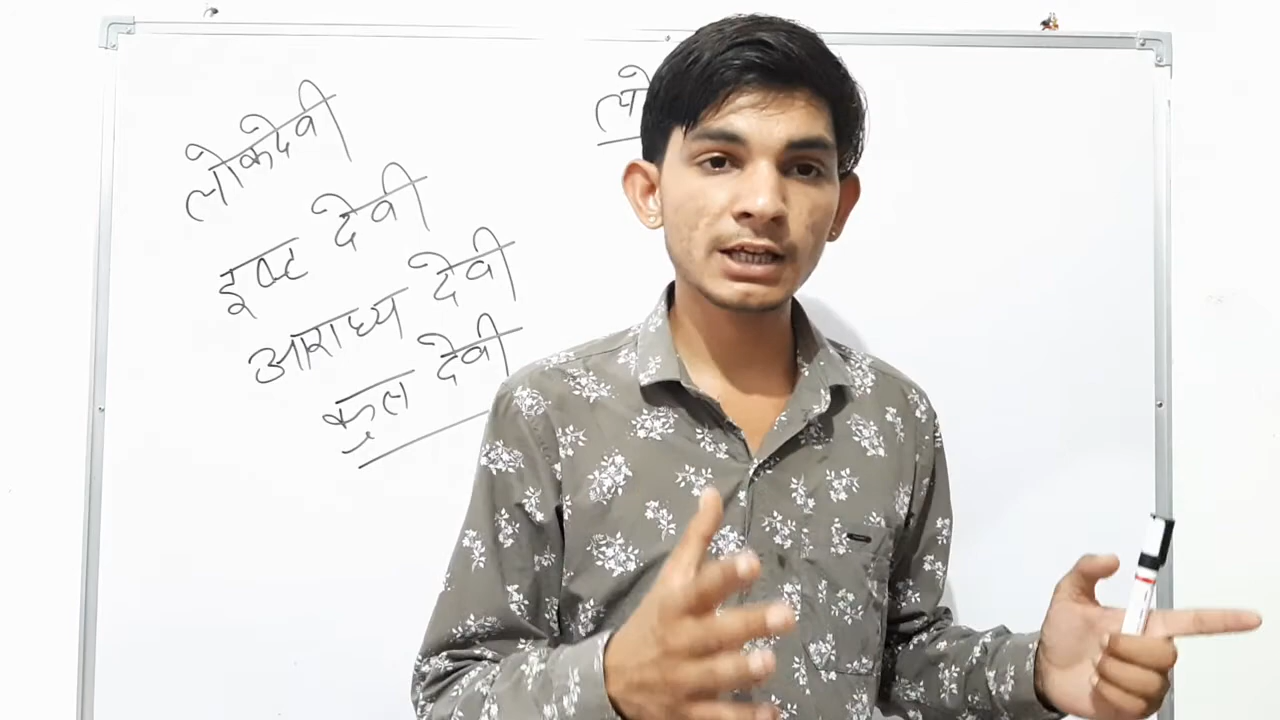 लोकदेवी
इष्ट देवी
आराध्य देवी
कुल देवी
लो